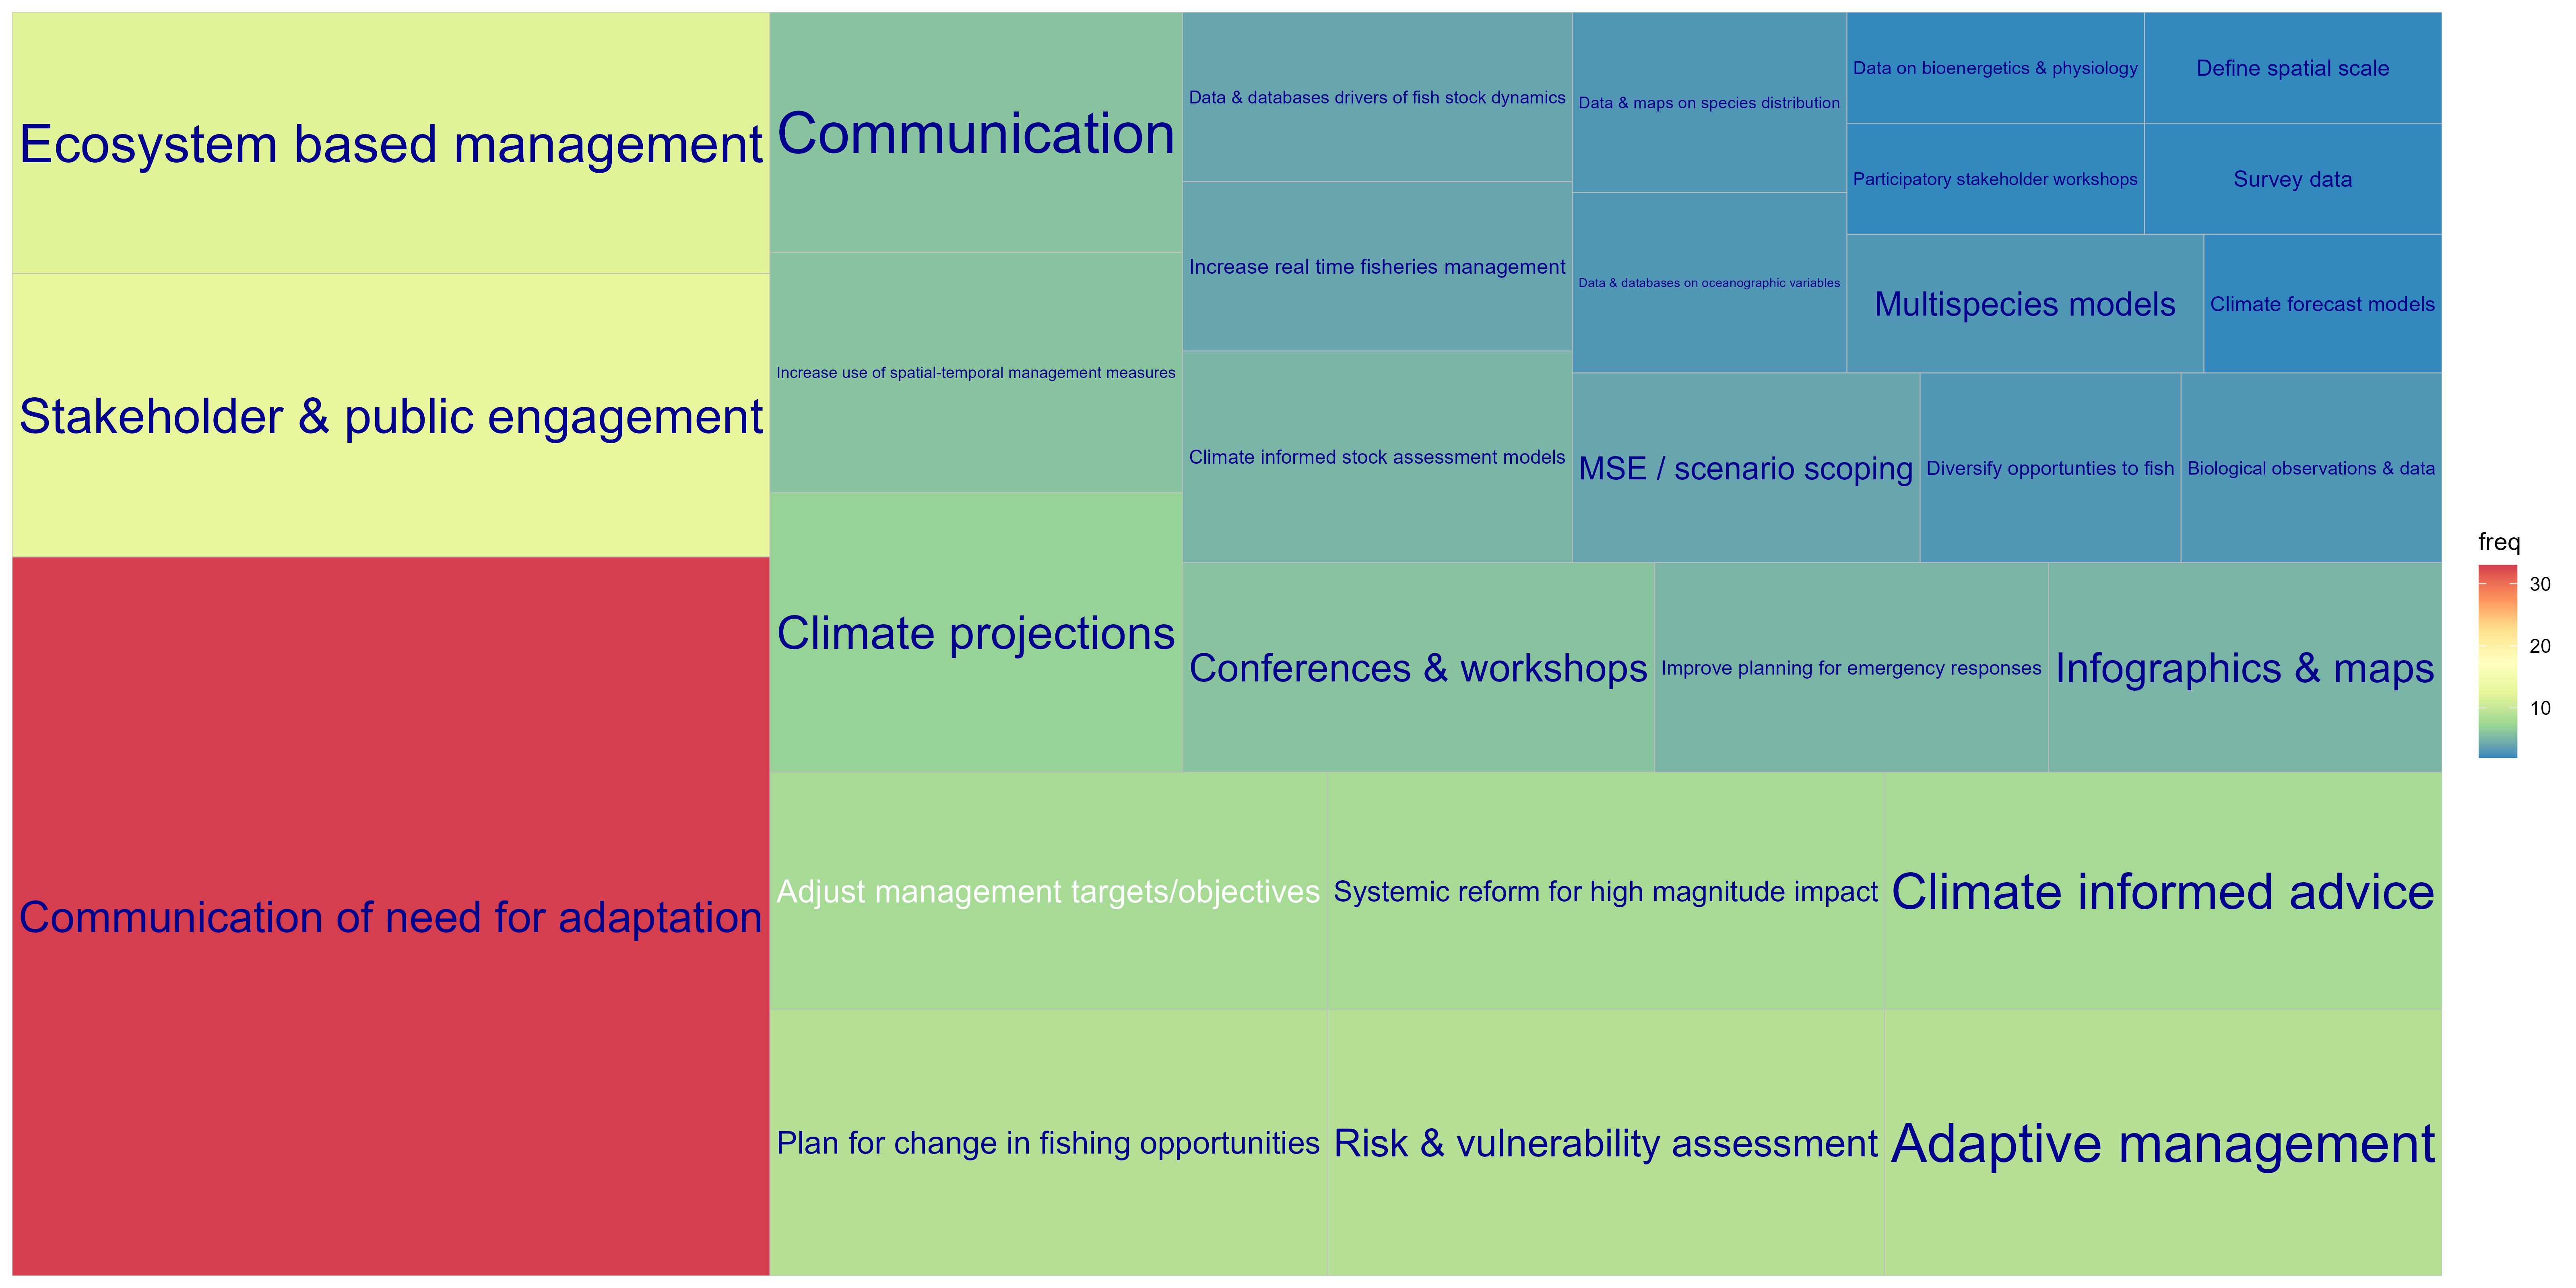 Ecosystem based management
Stakeholder & public engagement
Communication of need for adaptation
Communication
Increase use of spatial-temporal management measures
Climate projections
Data & databases drivers of fish stock dynamics
Increase real time fisheries management
Climate informed stock assessment models
Data & maps on species distribution
Data & databases on oceanographic variables
Data on bioenergetics & physiology
Define spatial scale
Participatory stakeholder workshops
Survey data
Multispecies models
Climate forecast models
MSE / scenario scoping
Diversify opportunties to fish
Biological observations & data
Conferences & workshops
Improve planning for emergency responses
Infographics & maps
Adjust management targets/objectives
Systemic reform for high magnitude impact
Climate informed advice
Plan for change in fishing opportunities
Risk & vulnerability assessment
Adaptive management
freq
30
20
10